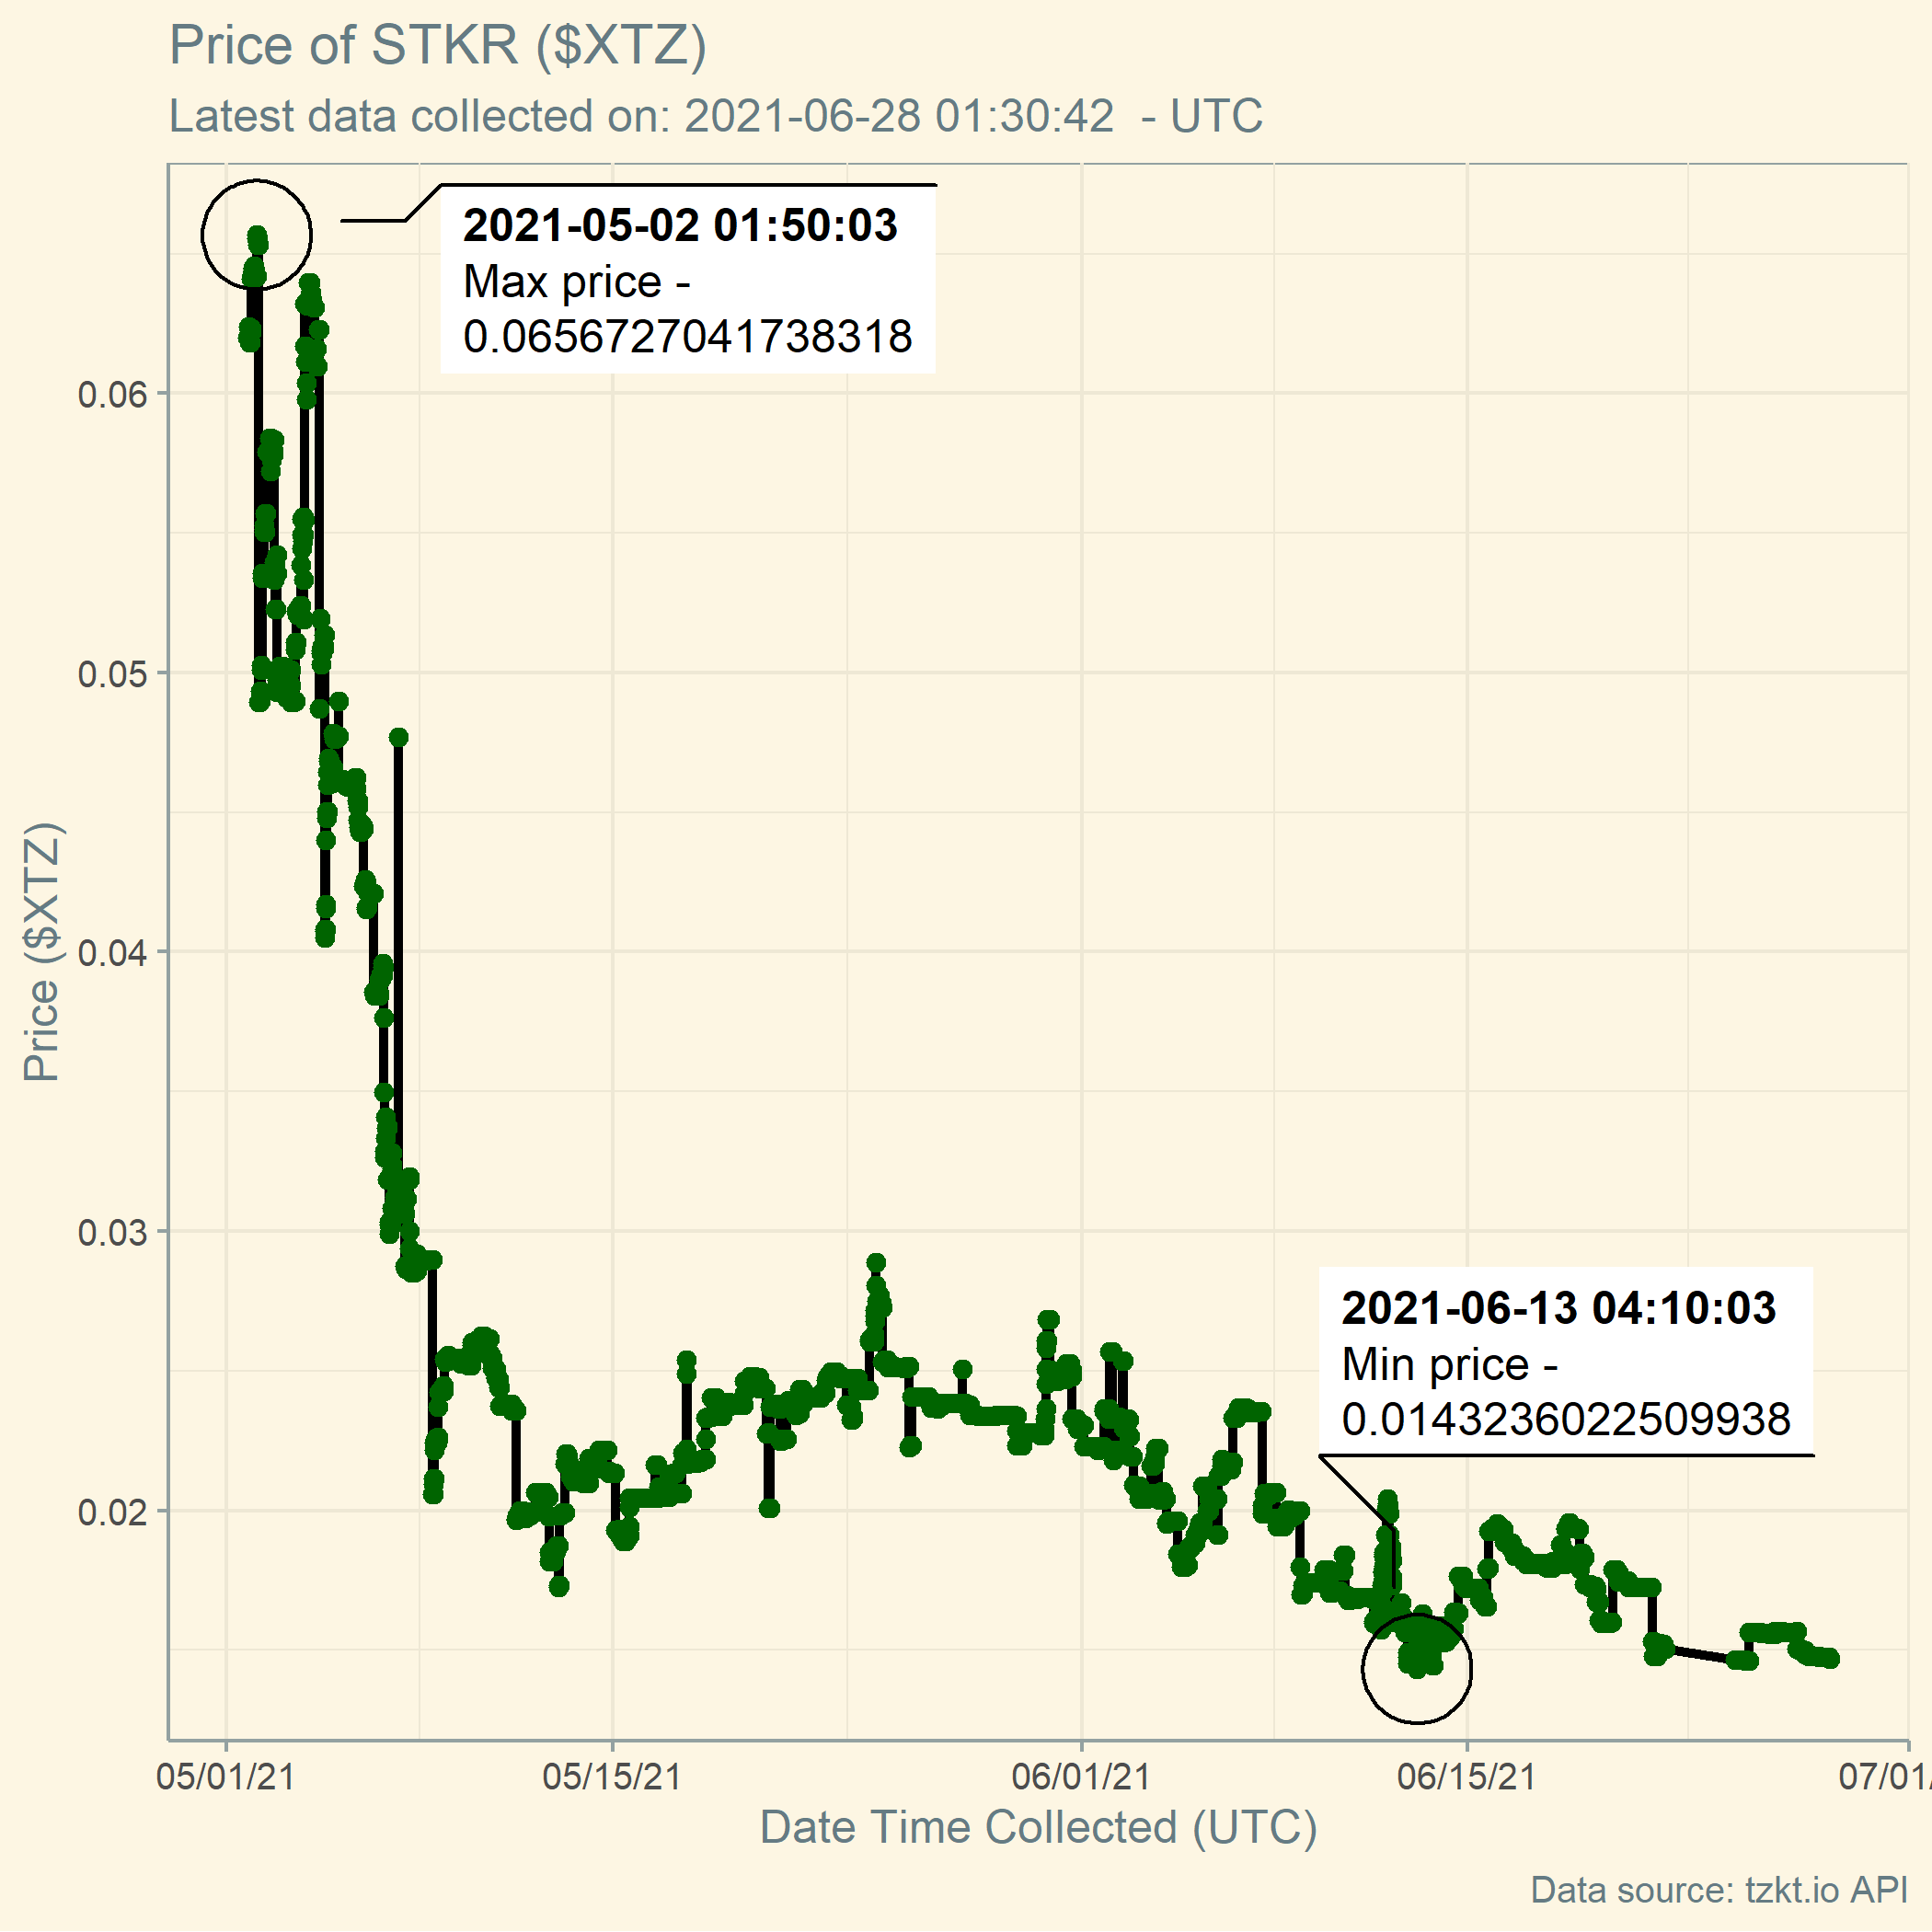 Price of STKR ($XTZ)
Latest data collected on: 2021-06-28 01:30:42  - UTC
2021-05-02 01:50:03
Max price -
0.0656727041738318
0.06
0.05
0.04
0.03
0.02
Price ($XTZ)
2021-06-13 04:10:03
Min price -
0.0143236022509938
05/01/21
05/15/21
06/01/21
06/15/21
07/01/
Date Time Collected (UTC)
Data source: tzkt.io API